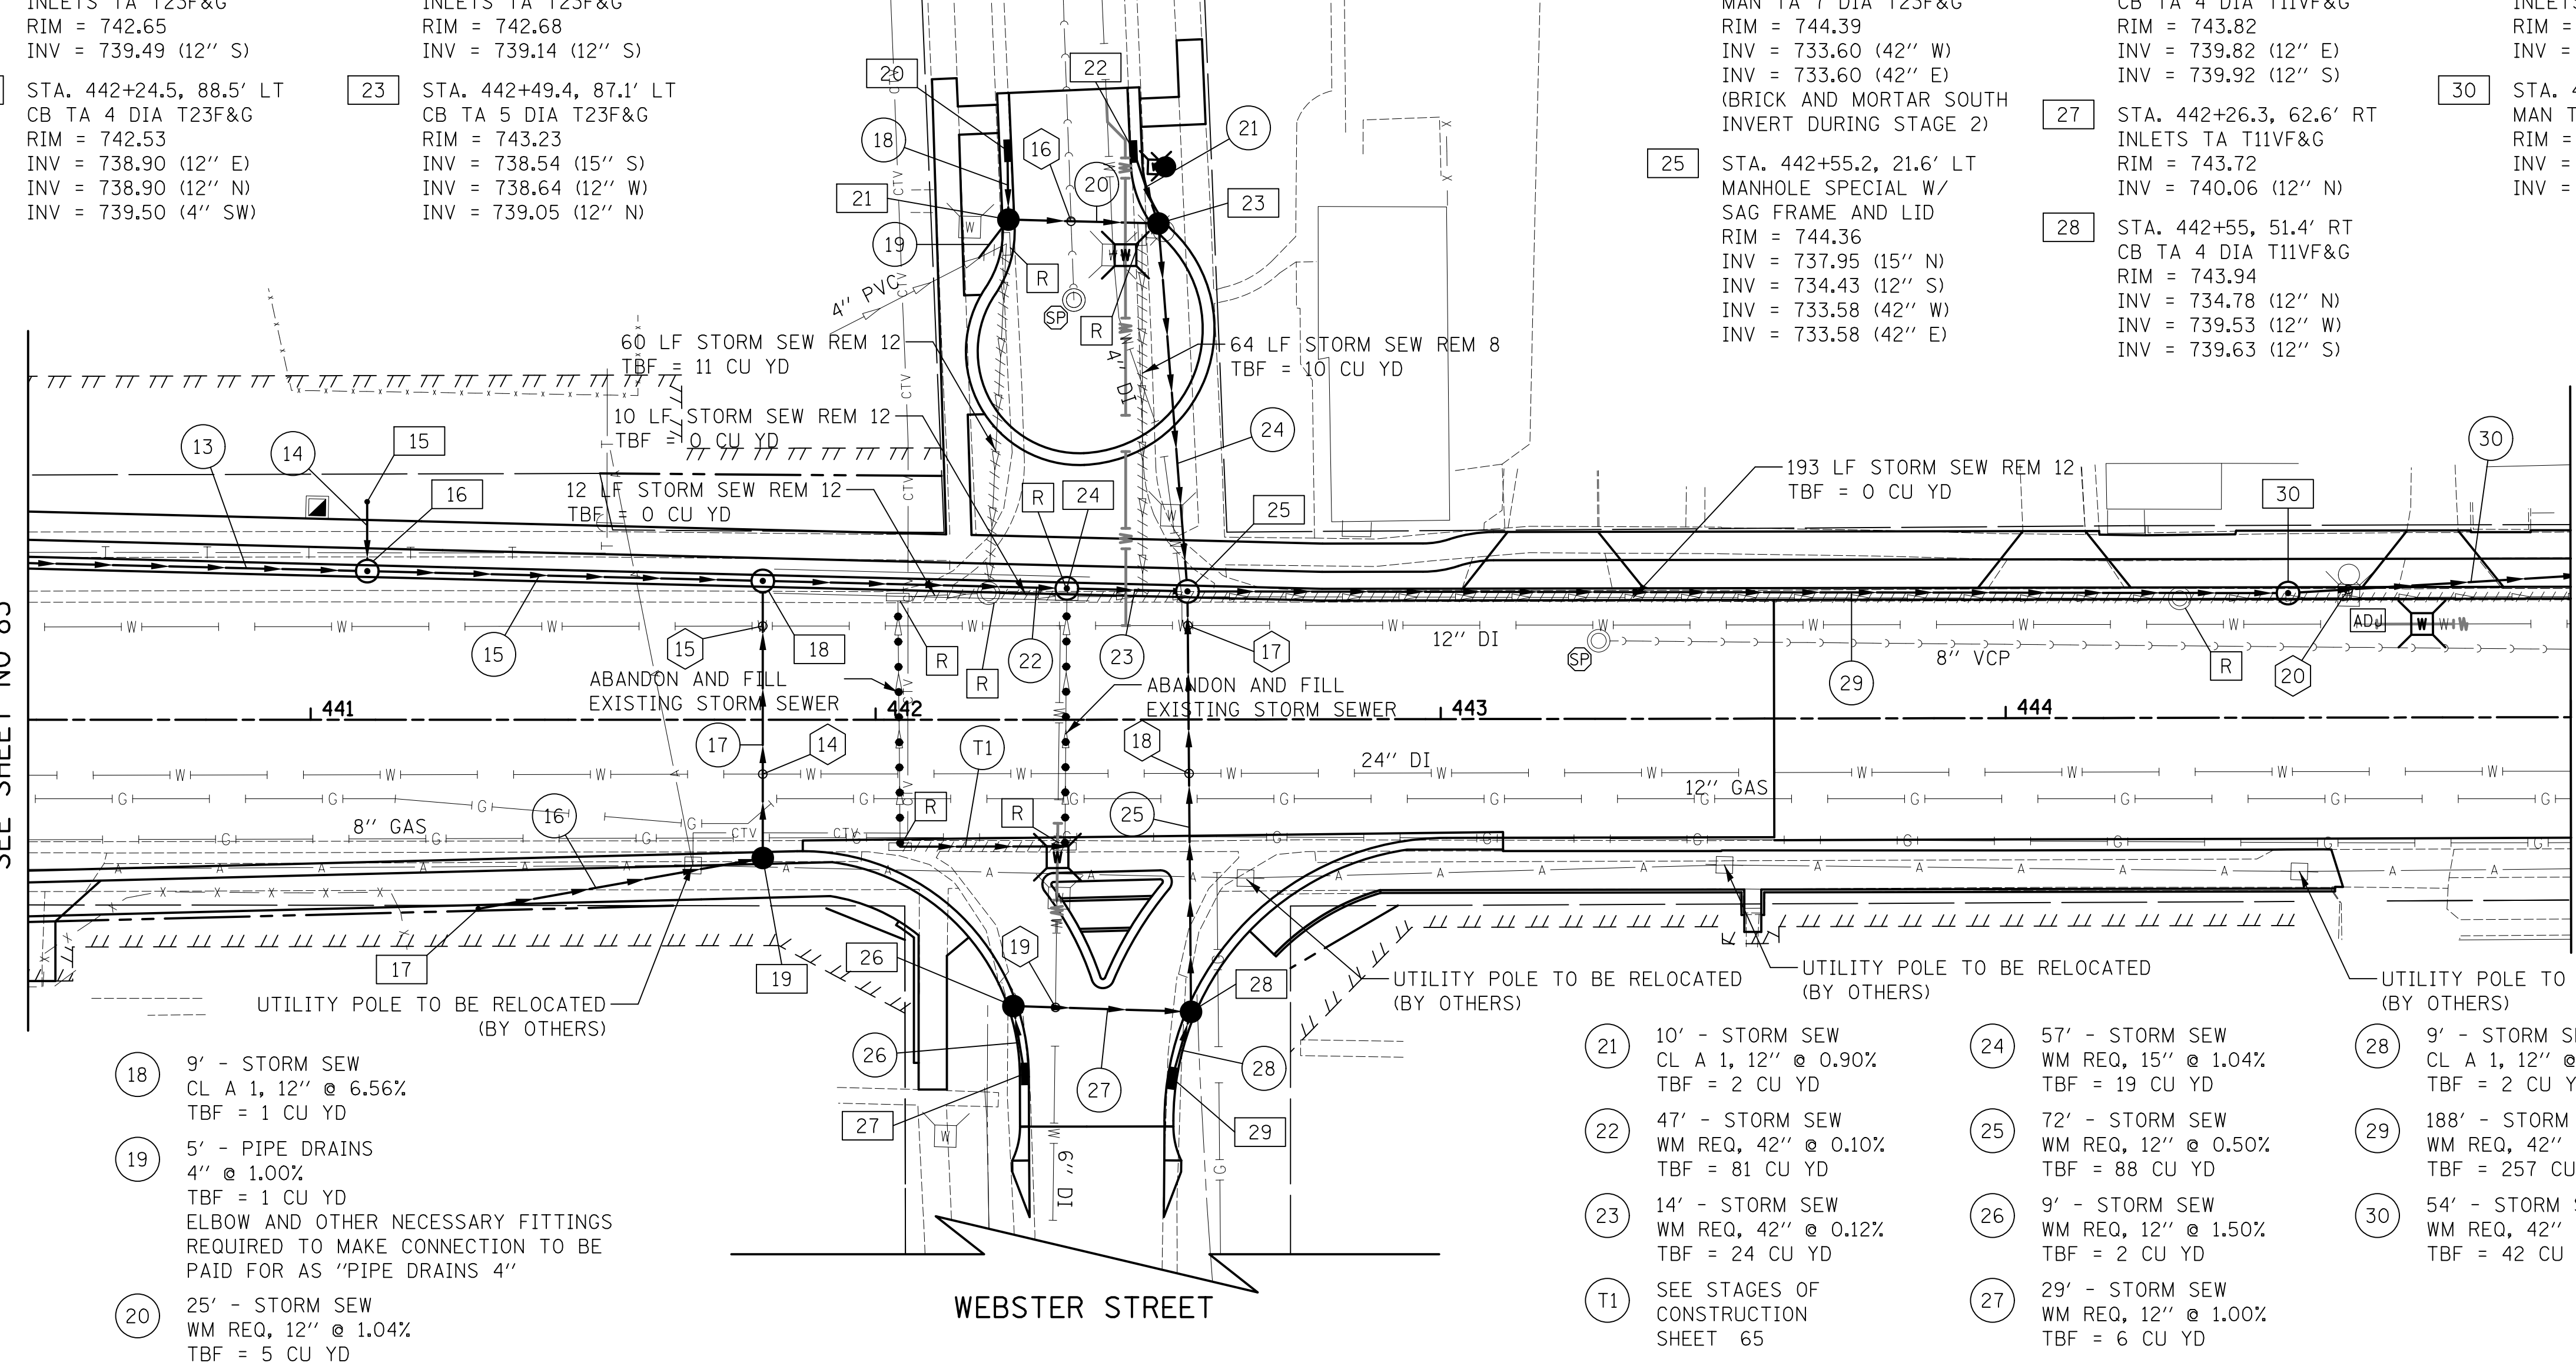 INLETS TA T23F&G
RIM = 742.65
INV = 739.49 (12" S)
STA. 442+24.5, 88.5' LT
CB TA 4 DIA T23F&G
RIM = 742.53
INV = 738.90 (12" E)
INV = 738.90 (12" N)
INV = 739.50 (4" SW)
INLETS TA T23F&G
RIM = 742.68
INV = 739.14 (12" S)
23
STA. 442+49.4, 87.1' LT
CB TA 5 DIA T23F&G
RIM = 743.23
INV = 738.54 (15" S)
INV = 738.64 (12" W)
INV = 739.05 (12" N)
MAN TA 7 DIA T23F&G
RIM = 744.39
INV = 733.60 (42" W)
INV = 733.60 (42" E)
(BRICK AND MORTAR SOUTH
INVERT DURING STAGE 2)
25
STA. 442+55.2, 21.6' LT
MANHOLE SPECIAL W/
SAG FRAME AND LID
RIM = 744.36
INV = 737.95 (15" N)
INV = 734.43 (12" S)
INV = 733.58 (42" W)
INV = 733.58 (42" E)
CB TA 4 DIA T11VF&G
RIM = 743.82
INV = 739.82 (12" E)
INV = 739.92 (12" S)
27
STA. 442+26.3, 62.6' RT
INLETS TA T11VF&G
RIM = 743.72
INV = 740.06 (12" N)
28
STA. 442+55, 51.4' RT
CB TA 4 DIA T11VF&G
RIM = 743.94
INV = 734.78 (12" N)
INV = 739.53 (12" W)
INV = 739.63 (12" S)
INLETS
RIM =
INV =
30
STA. 4
MAN T
RIM =
INV =
INV =
20
22
18
16
21
20
21
23
19
R
4" PVC
SP
R
4" DI
CTV
60 LF STORM SEW REM 12
TBF = 11 CU YD
64 LF STORM SEW REM 8
TBF = 10 CU YD
10 LF STORM SEW REM 12
TBF = 0 CU YD
24
12 LF STORM SEW REM 12
TBF = 0 CU YD
193 LF STORM SEW REM 12
TBF = 0 CU YD
13
14
15
16
R
24
25
30
30
SEE SHEET NO 83
15
15
18
R
R
22
23
17
12" DI
SP
8" VCP
29
ADJ
R
20
ABANDON AND FILL
EXISTING STORM SEWER
ABANDON AND FILL
EXISTING STORM SEWER
441
442
443
444
17
14
T1
18
24" DI
12" GAS
8" GAS
16
R
R
25
CTV
CTV
17
19
26
19
28
UTILITY POLE TO BE RELOCATED
(BY OTHERS)
UTILITY POLE TO BE RELOCATED
(BY OTHERS)
UTILITY POLE TO BE RELOCATED
(BY OTHERS)
UTILITY POLE TO
(BY OTHERS)
26
27
27
28
29
6" DI
WEBSTER STREET
18
9' - STORM SEW
CL A 1, 12" @ 6.56%
TBF = 1 CU YD
19
5' - PIPE DRAINS
4" @ 1.00%
TBF = 1 CU YD
ELBOW AND OTHER NECESSARY FITTINGS
REQUIRED TO MAKE CONNECTION TO BE
PAID FOR AS "PIPE DRAINS 4"
20
25' - STORM SEW
WM REQ, 12" @ 1.04%
TBF = 5 CU YD
21
10' - STORM SEW
CL A 1, 12" @ 0.90%
TBF = 2 CU YD
22
47' - STORM SEW
WM REQ, 42" @ 0.10%
TBF = 81 CU YD
23
14' - STORM SEW
WM REQ, 42" @ 0.12%
TBF = 24 CU YD
T1
SEE STAGES OF
CONSTRUCTION
SHEET 65
24
57' - STORM SEW
WM REQ, 15" @ 1.04%
TBF = 19 CU YD
25
72' - STORM SEW
WM REQ, 12" @ 0.50%
TBF = 88 CU YD
26
9' - STORM SEW
WM REQ, 12" @ 1.50%
TBF = 2 CU YD
27
29' - STORM SEW
WM REQ, 12" @ 1.00%
TBF = 6 CU YD
28
9' - STORM S
CL A 1, 12" @
TBF = 2 CU Y
29
188' - STORM
WM REQ, 42"
TBF = 257 CU
30
54' - STORM
WM REQ, 42"
TBF = 42 CU